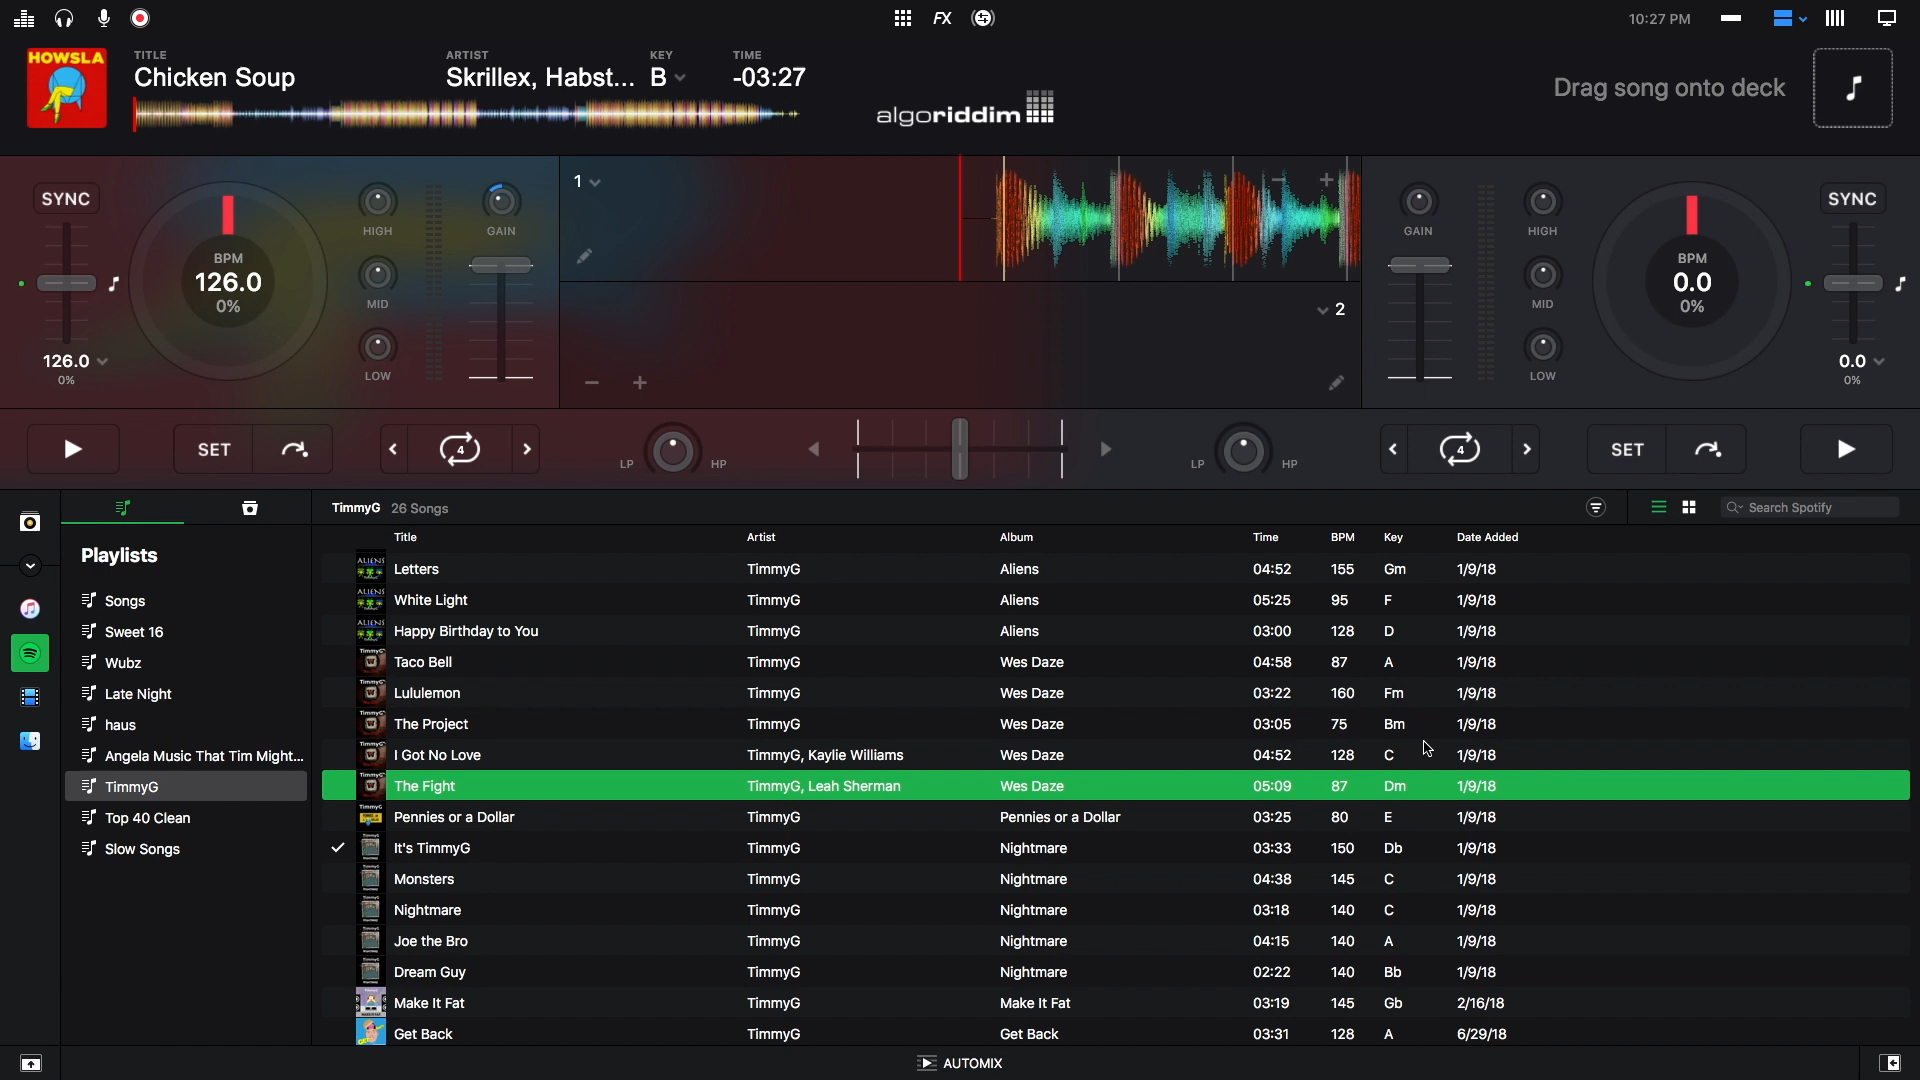 FX
10:27 PM
HOWSLA
TITLE
Chicken Soup
ARTIST
Skrillex, Habst...
KEY
B
TIME
-03:27
algoriddim
Drag song onto deck
SYNC
126.0
0%
BPM
126.0
0%
HIGH
MID
LOW
GAIN
1
2
GAIN
HIGH
MID
LOW
BPM
0.0
0%
SYNC
0.0
0%
SET
4
LP
HP
LP
HP
4
SET
TimmyG 26 Songs
Search Spotify
Playlists
Songs
Sweet 16
Wubz
Late Night
haus
Angela Music That Tim Might...
TimmyG
Top 40 Clean
Slow Songs
Title Artist Album Time BPM Key Date Added
Letters TimmyG Aliens 04:52 155 Gm 1/9/18
White Light TimmyG Aliens 05:25 95 F 1/9/18
Happy Birthday to You TimmyG Aliens 03:00 128 D 1/9/18
Taco Bell TimmyG Wes Daze 04:58 87 A 1/9/18
Lululemon TimmyG Wes Daze 03:22 160 Fm 1/9/18
The Project TimmyG Wes Daze 03:05 75 Bm 1/9/18
I Got No Love TimmyG, Kaylie Williams Wes Daze 04:52 128 C 1/9/18
The Fight TimmyG, Leah Sherman Wes Daze 05:09 87 Dm 1/9/18
Pennies or a Dollar TimmyG Pennies or a Dollar 03:25 80 E 1/9/18
It's TimmyG TimmyG Nightmare 03:33 150 Db 1/9/18
Monsters TimmyG Nightmare 04:38 145 C 1/9/18
Nightmare TimmyG Nightmare 03:18 140 C 1/9/18
Joe the Bro TimmyG Nightmare 04:15 140 A 1/9/18
Dream Guy TimmyG Nightmare 02:22 140 Bb 1/9/18
Make It Fat TimmyG Make It Fat 03:19 145 Gb 2/16/18
Get Back TimmyG Get Back 03:31 128 A 6/29/18
AUTOMIX